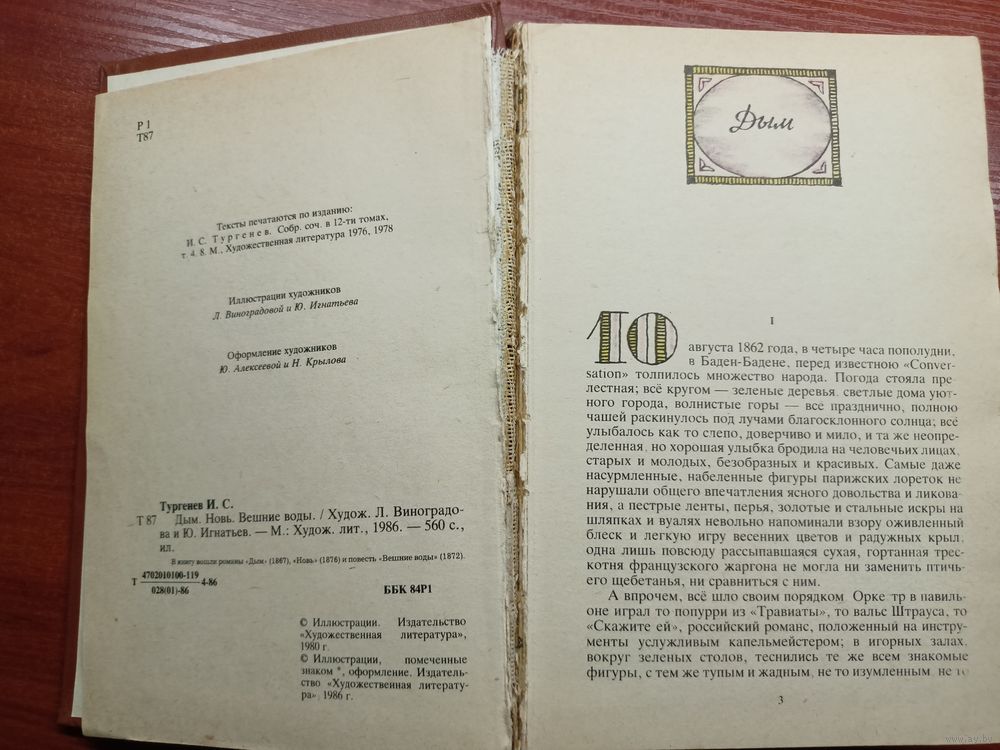 Р 1
Т87
Тексты печатаются по изданию:
И. С. Тургенев. Собр. соч. в 12-ти томах,
т. 4. 8. М., Художественная литература 1976, 1978
Иллюстрации художников
Л. Виноградовой и Ю. Игнатьева
Оформление художников
Ю. Алексеевой и Н. Крылова
Тургенев И. С.
Т 87 Дым. Новь. Вешние воды. / Худож. Л. Виноградо-
ва и Ю. Игнатьев. — М.: Худож. лит., 1986. — 560 с.,
ил.
В книгу вошли романы «Дым» (1867), «Новь» (1876) и повесть «Вешние воды» (1872).
Т 4702010100-119 4-86
028(01)-86
ББК 84Р1
© Иллюстрации. Издательство
«Художественная литература»,
1980 г.
© Иллюстрации, помеченные
знаком *, оформление. Издатель-
ство «Художественная литерату-
ра» 1986 г.
Дым
I
10 августа 1862 года, в четыре часа пополудни,
в Баден-Бадене, перед известною «Conver-
sation» толпилось множество народа. Погода стояла пре-
лестная; всё кругом — зеленые деревья светлые дома уют-
ного города, волнистые горы — всё празднично, полною
чашей раскинулось под лучами благосклонного солнца; всё
улыбалось как то слепо, доверчиво и мило, и та же неопре-
деленная, но хорошая улыбка бродила на человечьих лицах,
старых и молодых, безобразных и красивых. Самые даже
насурмленные, набеленные фигуры парижских лореток не
нарушали общего впечатления ясного довольства и ликова-
ния, а пестрые ленты, перья, золотые и стальные искры на
шляпках и вуалях невольно напоминали взору оживленный
блеск и легкую игру весенних цветов и радужных крыл;
одна лишь повсюду рассыпавшаяся сухая, гортанная трес-
котня французского жаргона не могла ни заменить птичь-
его щебетанья, ни сравниться с ним.
А впрочем, всё шло своим порядком. Орке тр в павиль-
оне играл то попурри из «Травиаты», то вальс Штрауса, то
«Скажите ей», российский романс, положенный на инстру-
менты услужливым капельмейстером; в игорных залах,
вокруг зеленых столов, теснились те же всем знакомые
фигуры, с тем же тупым и жадным, не то изумленным, не то
3
www.ay.by